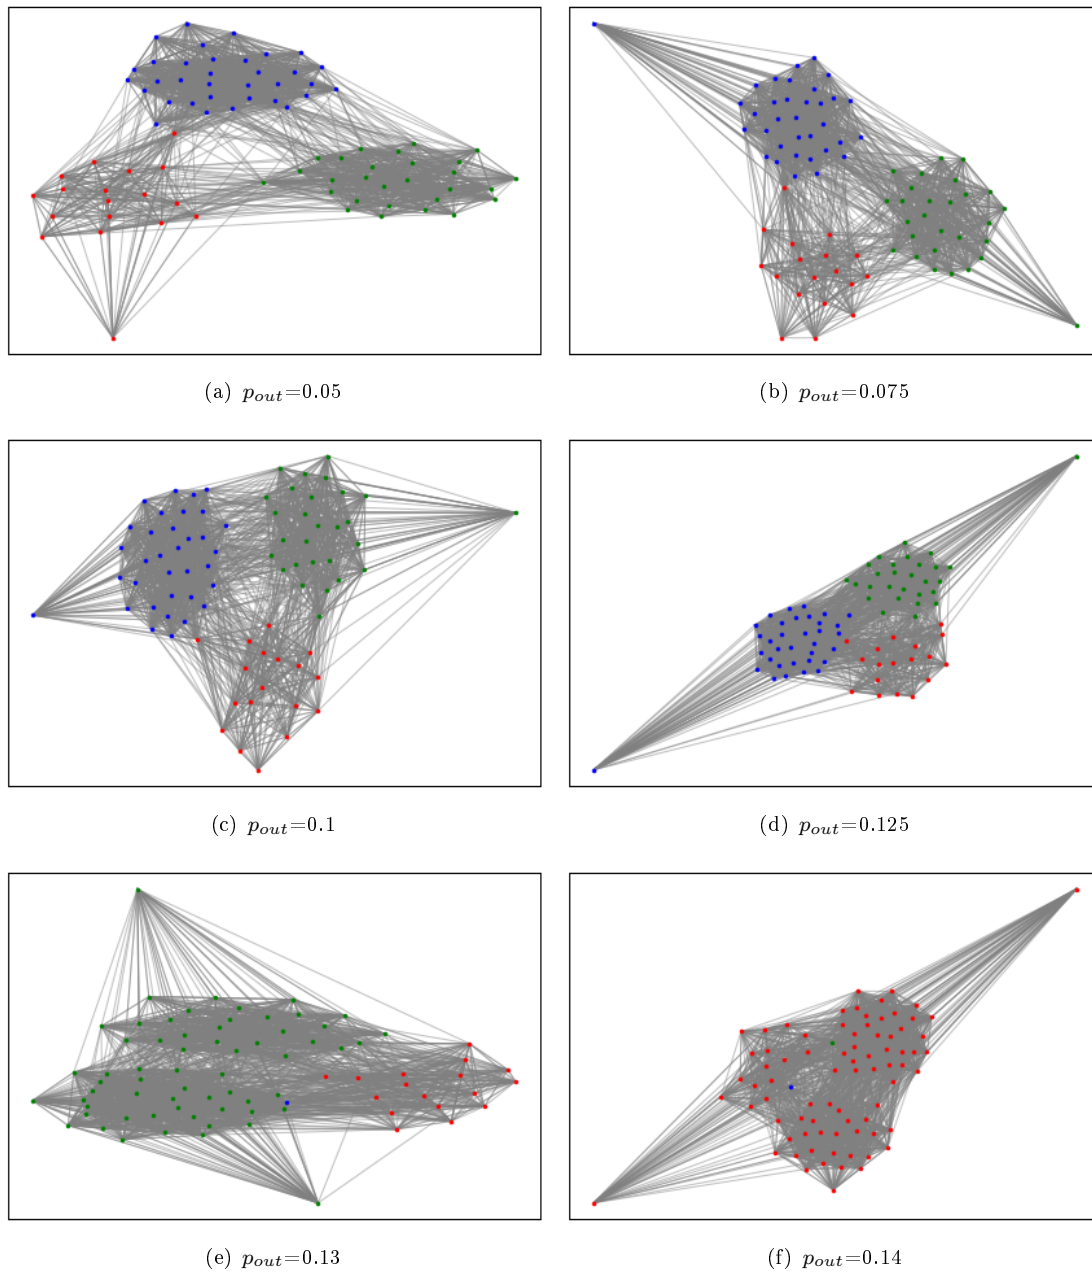 (a) p_out=0.05
(b) p_out=0.075
(c) p_out=0.1
(d) p_out=0.125
(e) p_out=0.13
(f) p_out=0.14